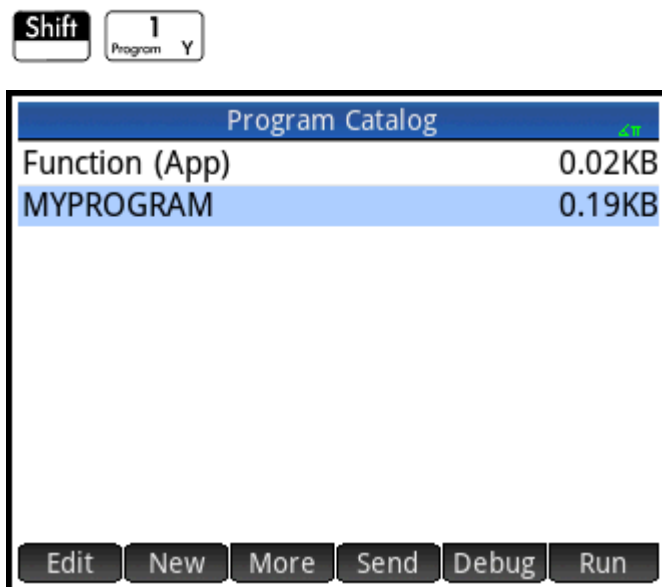 Shift 1
Program Y
Program Catalog ∠π
Function (App) 0.02KB
MYPROGRAM 0.19KB
Edit New More Send Debug Run